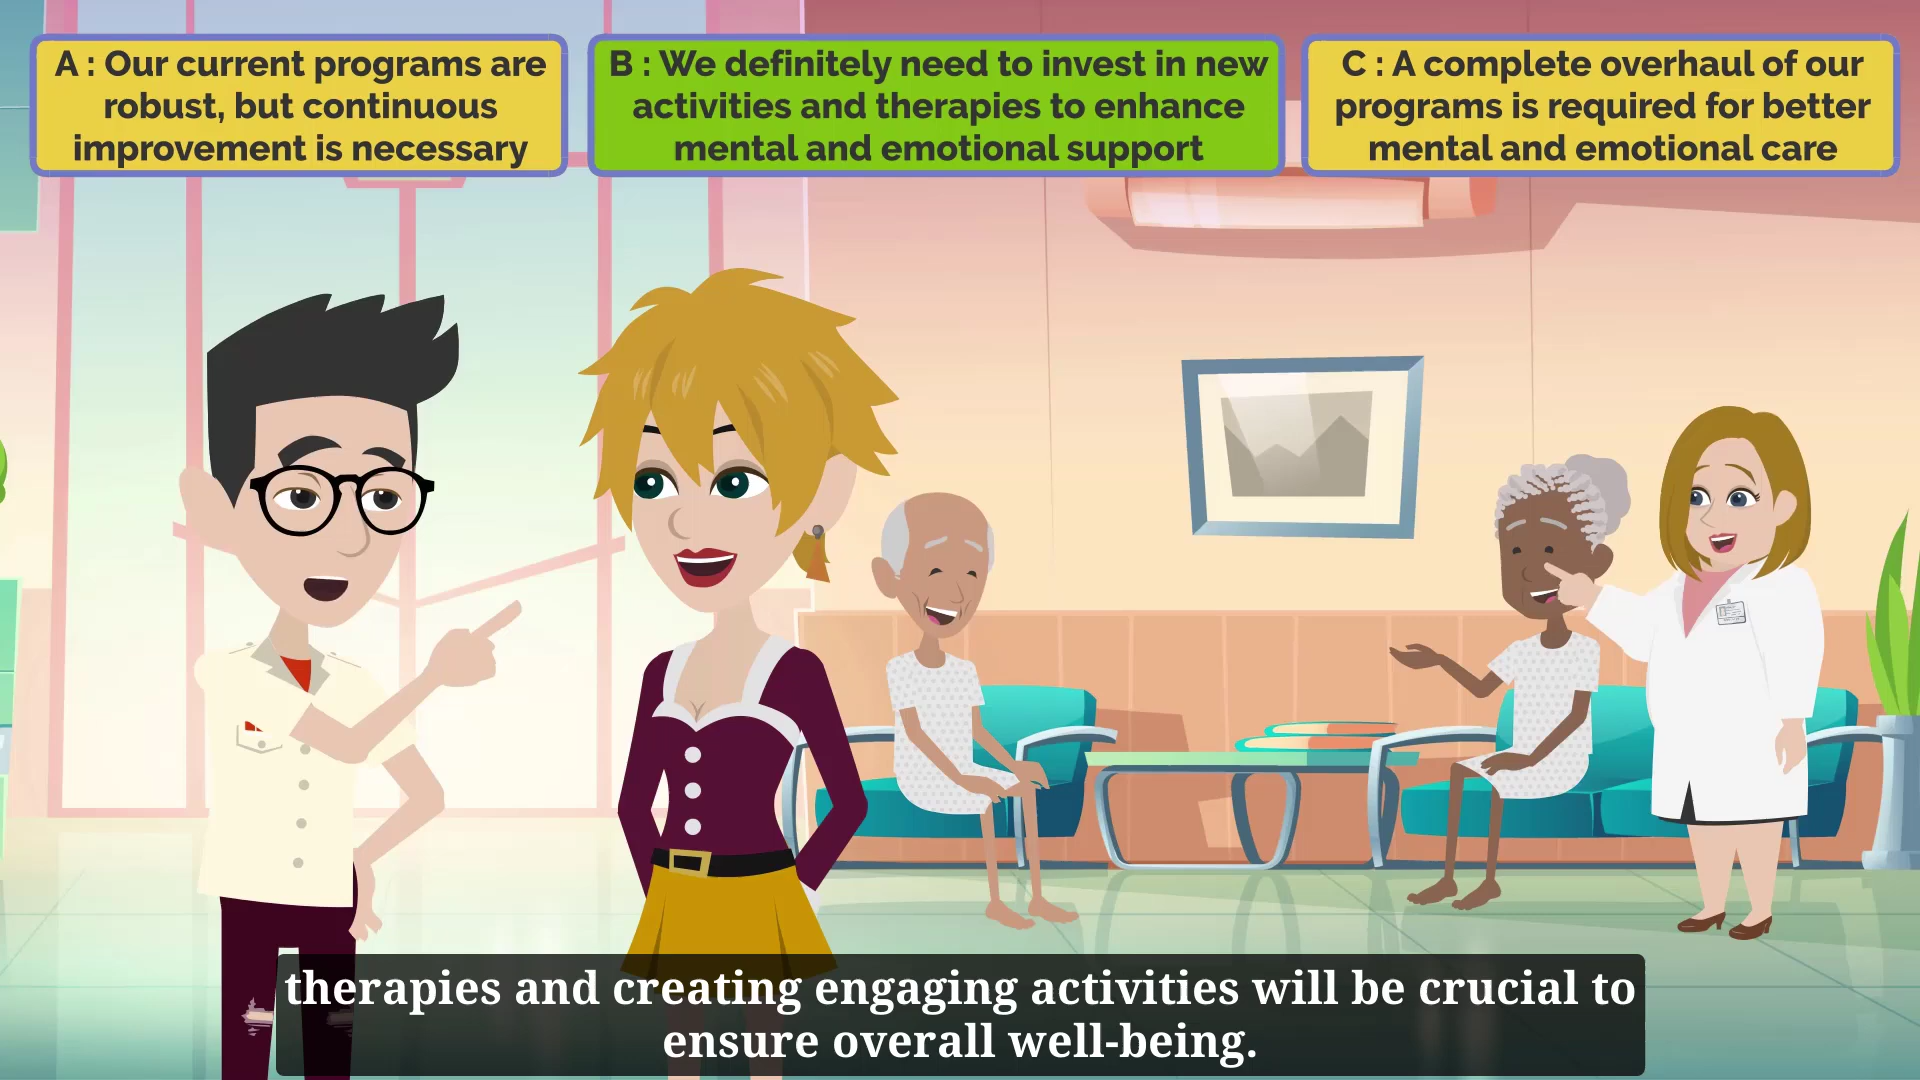 A : Our current programs are
robust, but continuous
improvement is necessary
B : We definitely need to invest in new
activities and therapies to enhance
mental and emotional support
C : A complete overhaul of our
programs is required for better
mental and emotional care
therapies and creating engaging activities will be crucial to
ensure overall well-being.